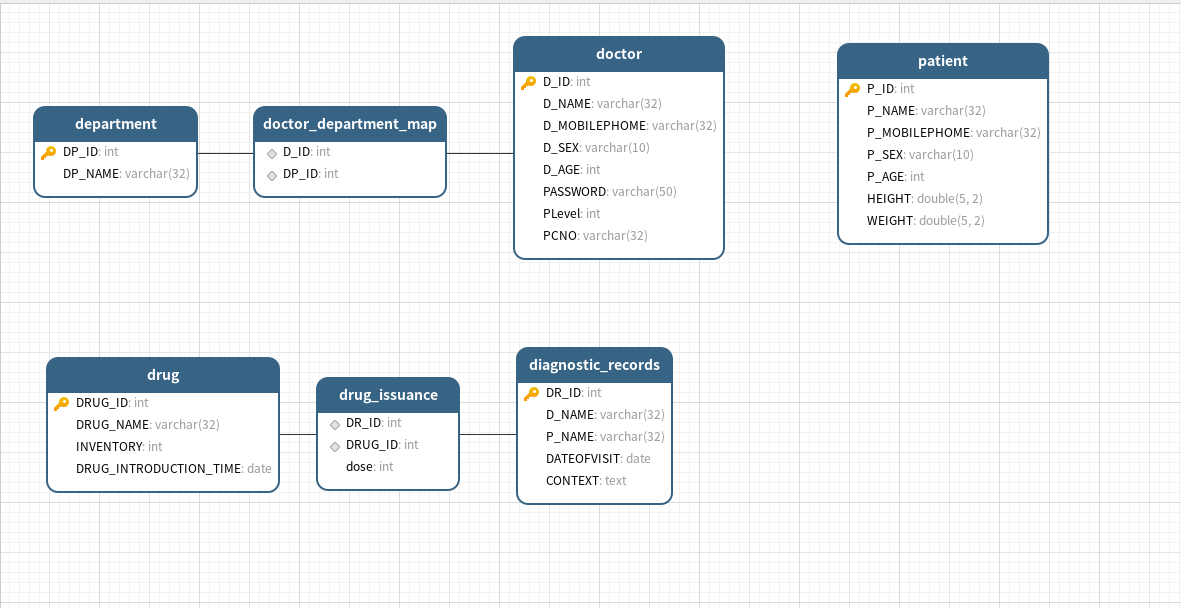 department
DP_ID: int
DP_NAME: varchar(32)
doctor_department_map
D_ID: int
DP_ID: int
doctor
D_ID: int
D_NAME: varchar(32)
D_MOBILEPHOME: varchar(32)
D_SEX: varchar(10)
D_AGE: int
PASSWORD: varchar(50)
PLevel: int
PCNO: varchar(32)
patient
P_ID: int
P_NAME: varchar(32)
P_MOBILEPHOME: varchar(32)
P_SEX: varchar(10)
P_AGE: int
HEIGHT: double(5, 2)
WEIGHT: double(5, 2)
drug
DRUG_ID: int
DRUG_NAME: varchar(32)
INVENTORY: int
DRUG_INTRODUCTION_TIME: date
drug_issuance
DR_ID: int
DRUG_ID: int
dose: int
diagnostic_records
DR_ID: int
D_NAME: varchar(32)
P_NAME: varchar(32)
DATEOFVISIT: date
CONTEXT: text